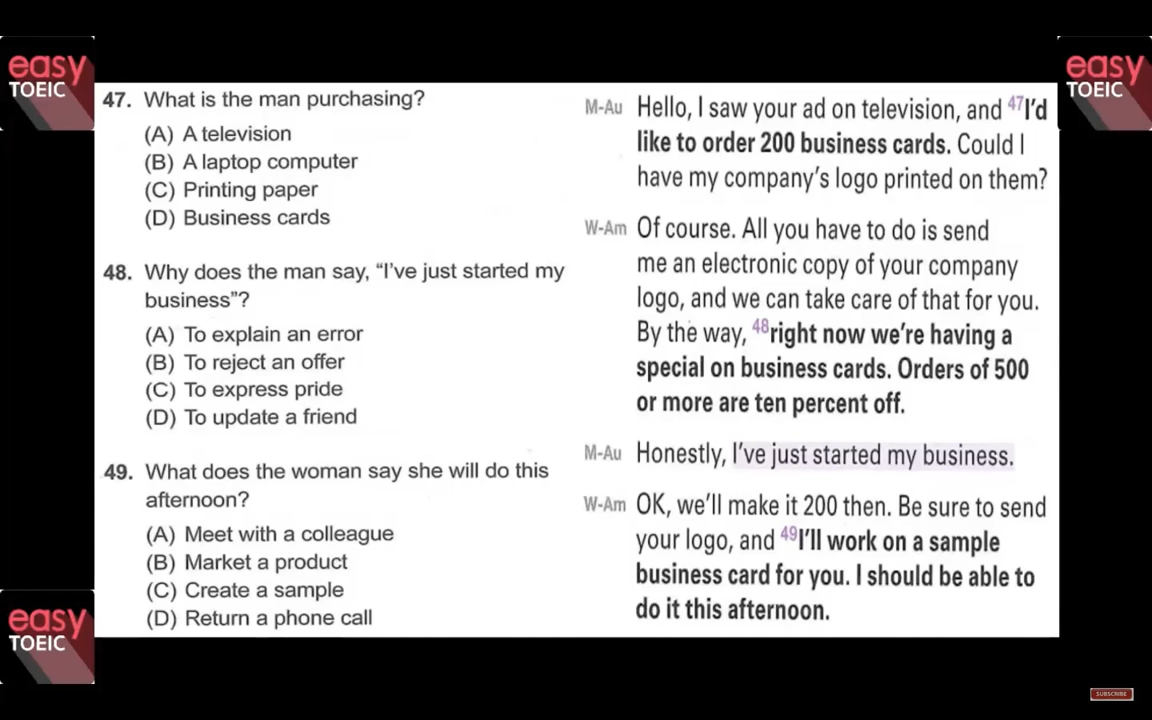 easy
TOEIC
easy
TOEIC
47. What is the man purchasing?
(A) A television
(B) A laptop computer
(C) Printing paper
(D) Business cards
48. Why does the man say, “I’ve just started my
business”?
(A) To explain an error
(B) To reject an offer
(C) To express pride
(D) To update a friend
49. What does the woman say she will do this
afternoon?
(A) Meet with a colleague
(B) Market a product
(C) Create a sample
(D) Return a phone call
M-Au Hello, I saw your ad on television, and 47I’d
like to order 200 business cards. Could I
have my company’s logo printed on them?
W-Am Of course. All you have to do is send
me an electronic copy of your company
logo, and we can take care of that for you.
By the way, 48right now we’re having a
special on business cards. Orders of 500
or more are ten percent off.
M-Au Honestly, I’ve just started my business.
W-Am OK, we’ll make it 200 then. Be sure to send
your logo, and 49I’ll work on a sample
business card for you. I should be able to
do it this afternoon.
easy
TOEIC
SUBSCRIBE